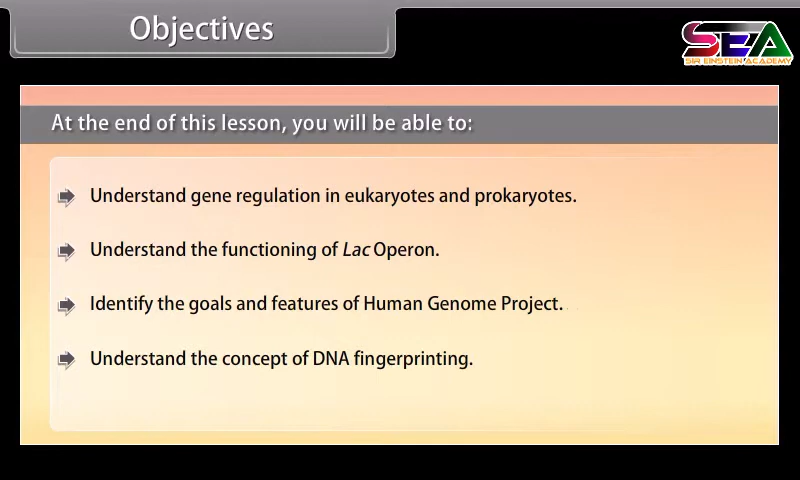 Objectives
SEA
SIR EINSTEIN ACADEMY
At the end of this lesson, you will be able to:
Understand gene regulation in eukaryotes and prokaryotes.
Understand the functioning of Lac Operon.
Identify the goals and features of Human Genome Project.
Understand the concept of DNA fingerprinting.